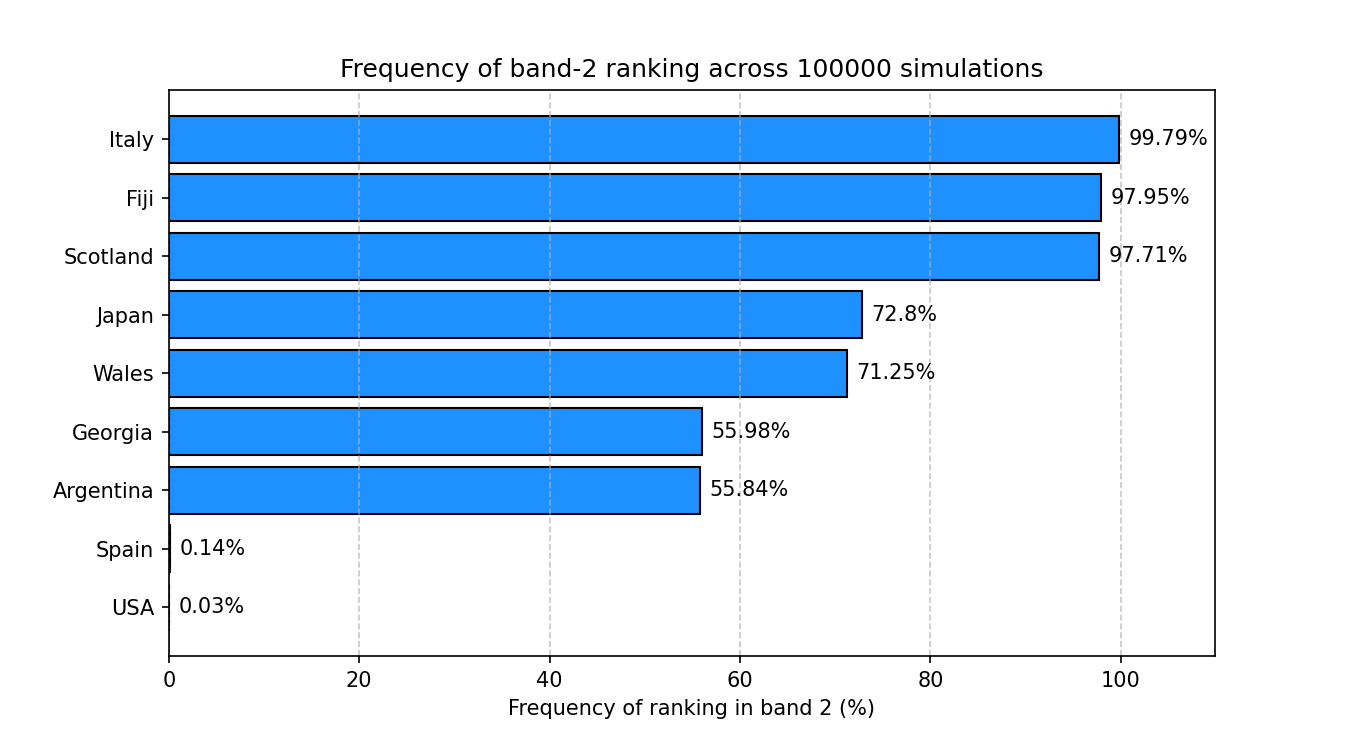 Frequency of band-2 ranking across 100000 simulations
Italy 99.79%
Fiji 97.95%
Scotland 97.71%
Japan 72.8%
Wales 71.25%
Georgia 55.98%
Argentina 55.84%
Spain 0.14%
USA 0.03%
0 20 40 60 80 100
Frequency of ranking in band 2 (%)